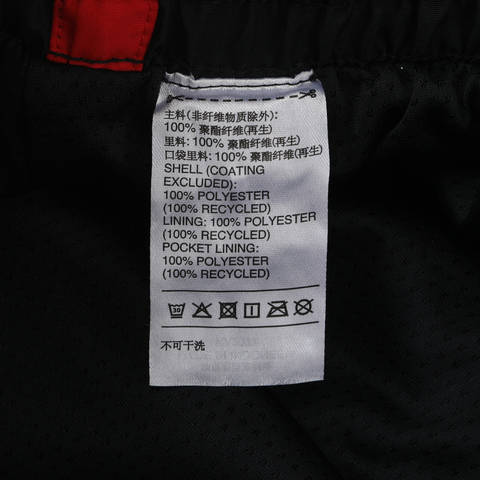 主料(非纤维物质除外):
100% 聚酯纤维(再生)
里料: 100% 聚酯纤维(再生)
口袋里料: 100% 聚酯纤维(再生)
SHELL (COATING
EXCLUDED):
100% POLYESTER
(100% RECYCLED)
LINING: 100% POLYESTER
(100% RECYCLED)
POCKET LINING:
100% POLYESTER
(100% RECYCLED)
30
不可干洗